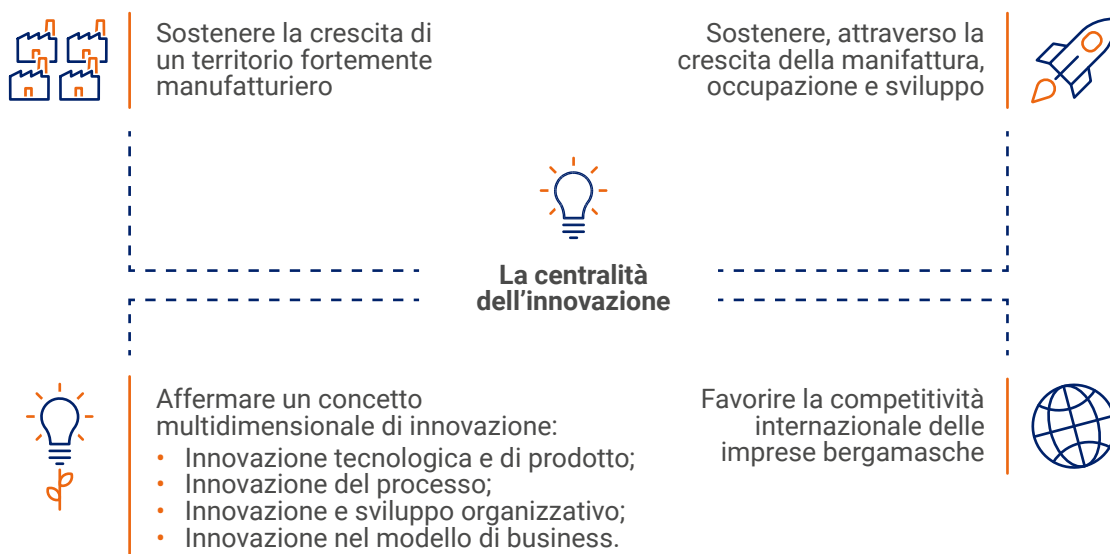 Sostenere la crescita di
un territorio fortemente
manufatturiero
Sostenere, attraverso la
crescita della manifattura,
occupazione e sviluppo
La centralità
dell’innovazione
Affermare un concetto
multidimensionale di innovazione:
• Innovazione tecnologica e di prodotto;
• Innovazione del processo;
• Innovazione e sviluppo organizzativo;
• Innovazione nel modello di business.
Favorire la competitività
internazionale delle
imprese bergamasche